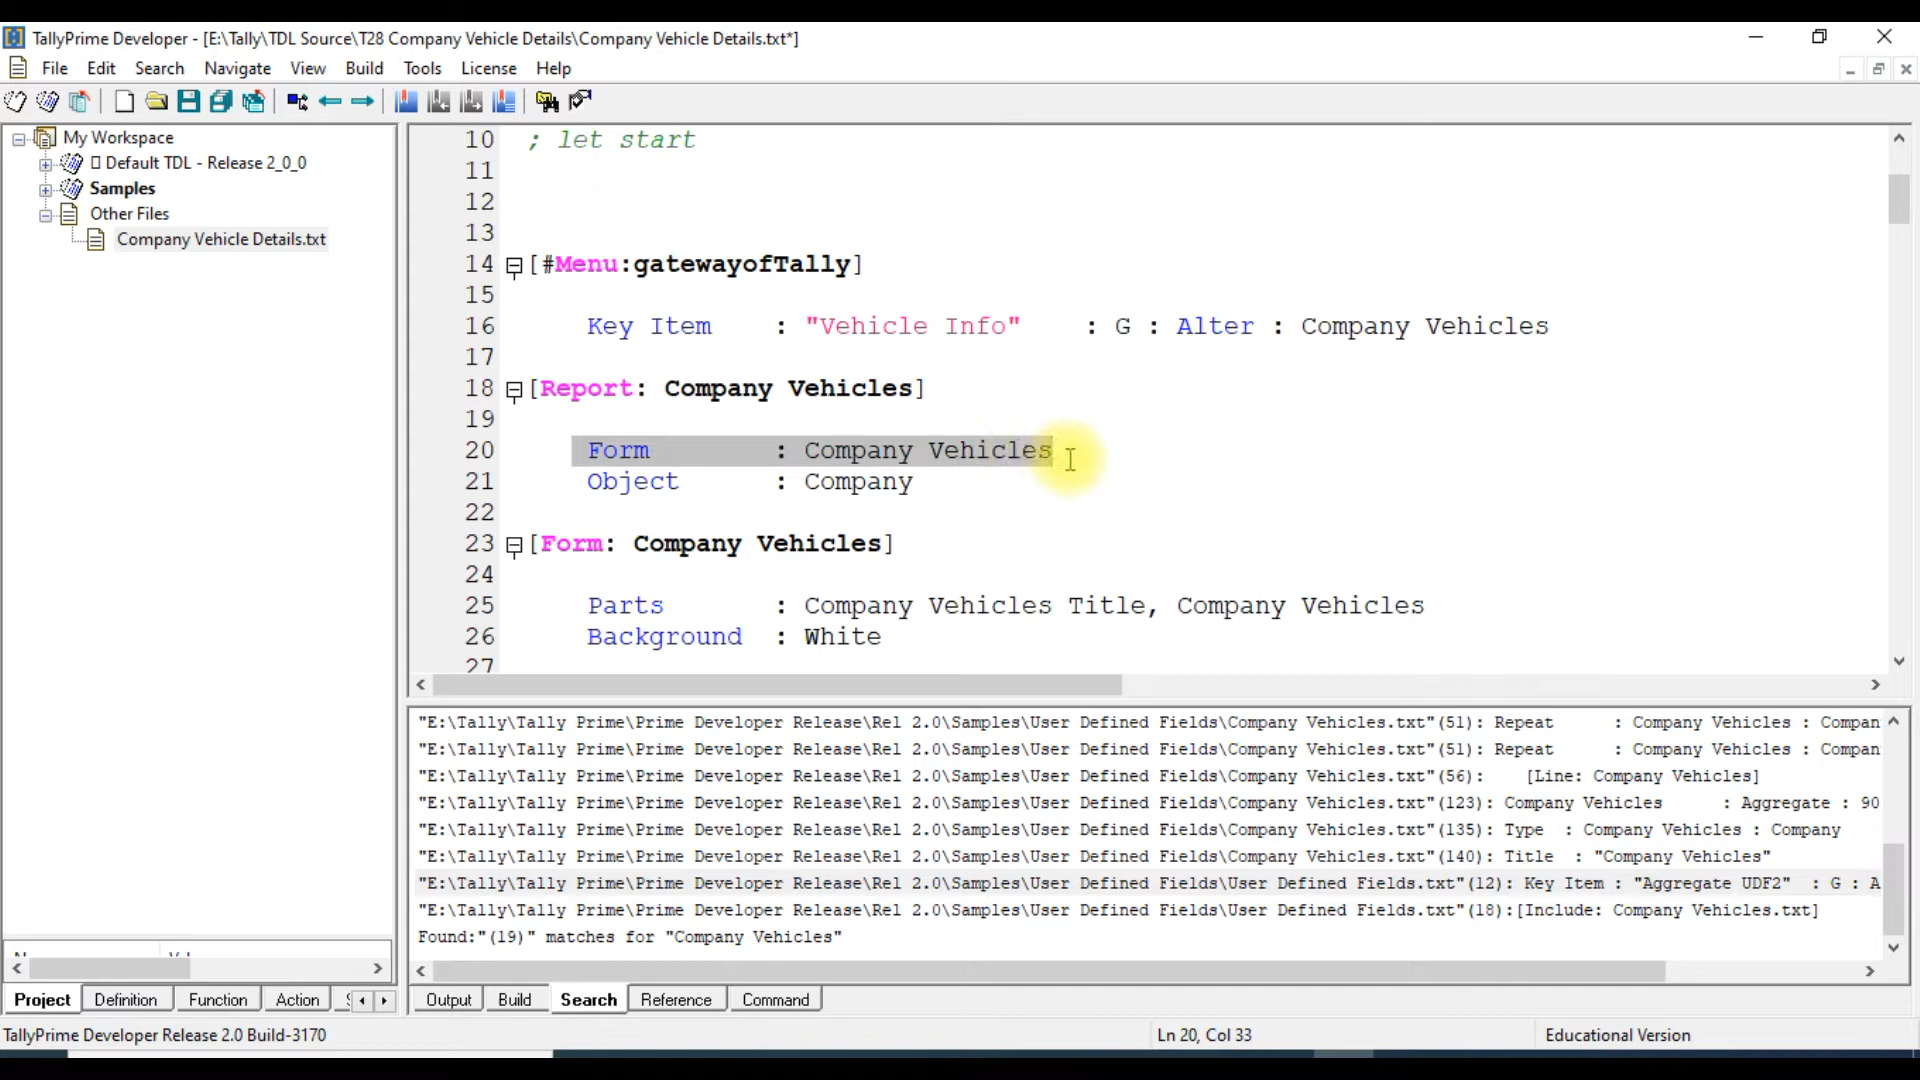 TallyPrime Developer - [E:\Tally\TDL Source\T28 Company Vehicle Details\Company Vehicle Details.txt*]
File Edit Search Navigate View Build Tools License Help
My Workspace
Default TDL - Release 2_0_0
Samples
Other Files
Company Vehicle Details.txt
10 ; let start
11
12
13
14 [#Menu:gatewayofTally]
15
16 Key Item : "Vehicle Info" : G : Alter : Company Vehicles
17
18 [Report: Company Vehicles]
19
20 Form : Company Vehicles
21 Object : Company
22
23 [Form: Company Vehicles]
24
25 Parts : Company Vehicles Title, Company Vehicles
26 Background : White
27
"E:\Tally\Tally Prime\Prime Developer Release\Rel 2.0\Samples\User Defined Fields\Company Vehicles.txt"(51): Repeat : Company Vehicles : Compan
"E:\Tally\Tally Prime\Prime Developer Release\Rel 2.0\Samples\User Defined Fields\Company Vehicles.txt"(51): Repeat : Company Vehicles : Compan
"E:\Tally\Tally Prime\Prime Developer Release\Rel 2.0\Samples\User Defined Fields\Company Vehicles.txt"(56): [Line: Company Vehicles]
"E:\Tally\Tally Prime\Prime Developer Release\Rel 2.0\Samples\User Defined Fields\Company Vehicles.txt"(123): Company Vehicles : Aggregate : 90
"E:\Tally\Tally Prime\Prime Developer Release\Rel 2.0\Samples\User Defined Fields\Company Vehicles.txt"(135): Type : Company Vehicles : Company
"E:\Tally\Tally Prime\Prime Developer Release\Rel 2.0\Samples\User Defined Fields\Company Vehicles.txt"(140): Title : "Company Vehicles"
"E:\Tally\Tally Prime\Prime Developer Release\Rel 2.0\Samples\User Defined Fields\User Defined Fields.txt"(12): Key Item : "Aggregate UDF2" : G : A
"E:\Tally\Tally Prime\Prime Developer Release\Rel 2.0\Samples\User Defined Fields\User Defined Fields.txt"(18):[Include: Company Vehicles.txt]
Found:"(19)" matches for "Company Vehicles"
Project Definition Function Action
Output Build Search Reference Command
TallyPrime Developer Release 2.0 Build-3170
Ln 20, Col 33
Educational Version